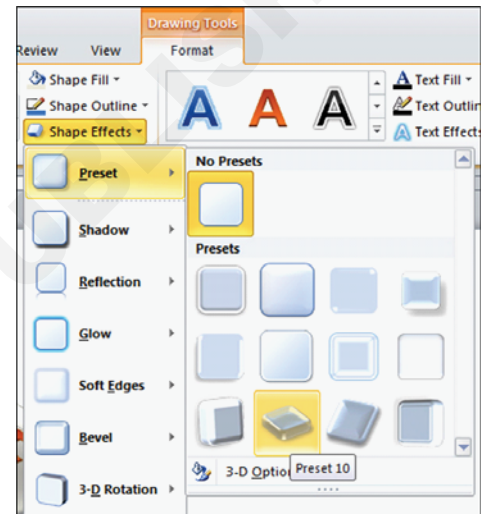 Drawing Tools
Review View Format
Shape Fill
Shape Outline
Shape Effects
A A A
A Text Fill
Text Outlin
A Text Effects
Preset
Shadow
Reflection
Glow
Soft Edges
Bevel
3-D Rotation
No Presets
Presets
3-D Optio
Preset 10